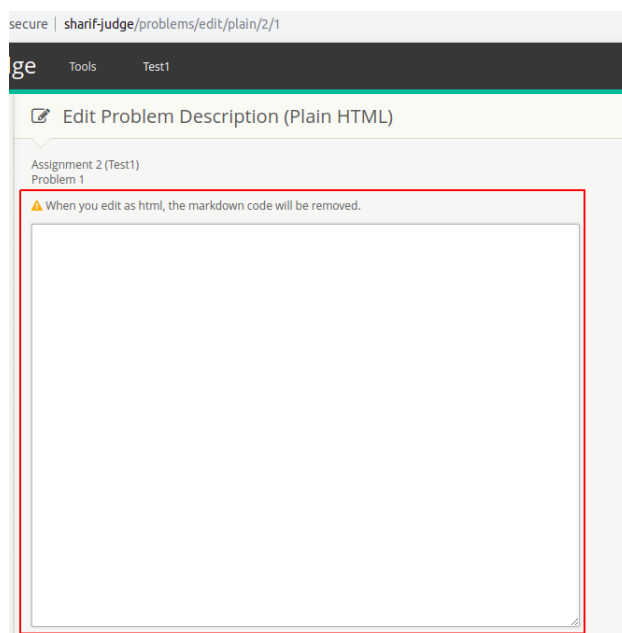 secure | sharif-judge/problems/edit/plain/2/1
dge Tools Test1
Edit Problem Description (Plain HTML)
Assignment 2 (Test1)
Problem 1
When you edit as html, the markdown code will be removed.